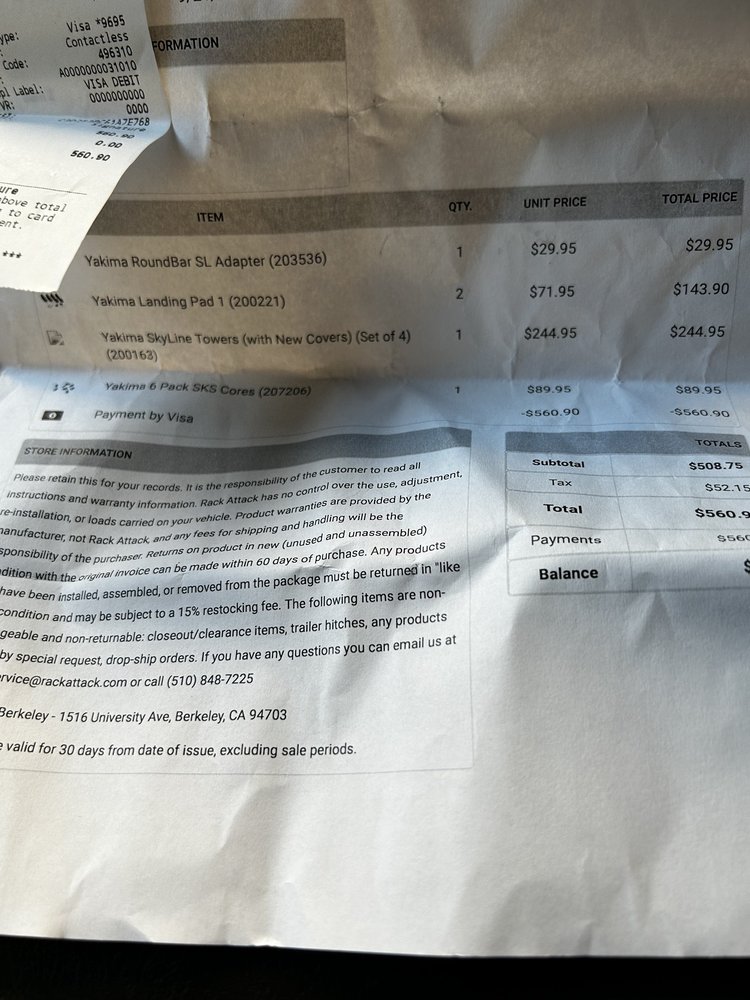 Visa *9695
ype:
Contactless
496310
Code:
A0000000031010
VISA DEBIT
pl Label:
0000000000
VR:
0000
560.90
0.00
560.90
ure
above total
to card
ent.
***
FORMATION
ITEM QTY. UNIT PRICE TOTAL PRICE
Yakima RoundBar SL Adapter (203536) 1 $29.95 $29.95
Yakima Landing Pad 1 (200221) 2 $71.95 $143.90
Yakima SkyLine Towers (with New Covers) (Set of 4) 1 $244.95 $244.95
(200163)
Yakima 6 Pack SKS Cores (207206) 1 $89.95 $89.95
Payment by Visa -$560.90 -$560.90
STORE INFORMATION
Please retain this for your records. It is the responsibility of the customer to read all
instructions and warranty information. Rack Attack has no control over the use, adjustment,
re-installation, or loads carried on your vehicle. Product warranties are provided by the
manufacturer, not Rack Attack, and any fees for shipping and handling will be the
sponsibility of the purchaser. Returns on product in new (unused and unassembled)
dition with the original invoice can be made within 60 days of purchase. Any products
have been installed, assembled, or removed from the package must be returned in "like
condition and may be subject to a 15% restocking fee. The following items are non-
geable and non-returnable: closeout/clearance items, trailer hitches, any products
by special request, drop-ship orders. If you have any questions you can email us at
rvice@rackattack.com or call (510) 848-7225
Berkeley - 1516 University Ave, Berkeley, CA 94703
e valid for 30 days from date of issue, excluding sale periods.
TOTALS
Subtotal $508.75
Tax $52.15
Total $560.9
Payments $560
Balance $